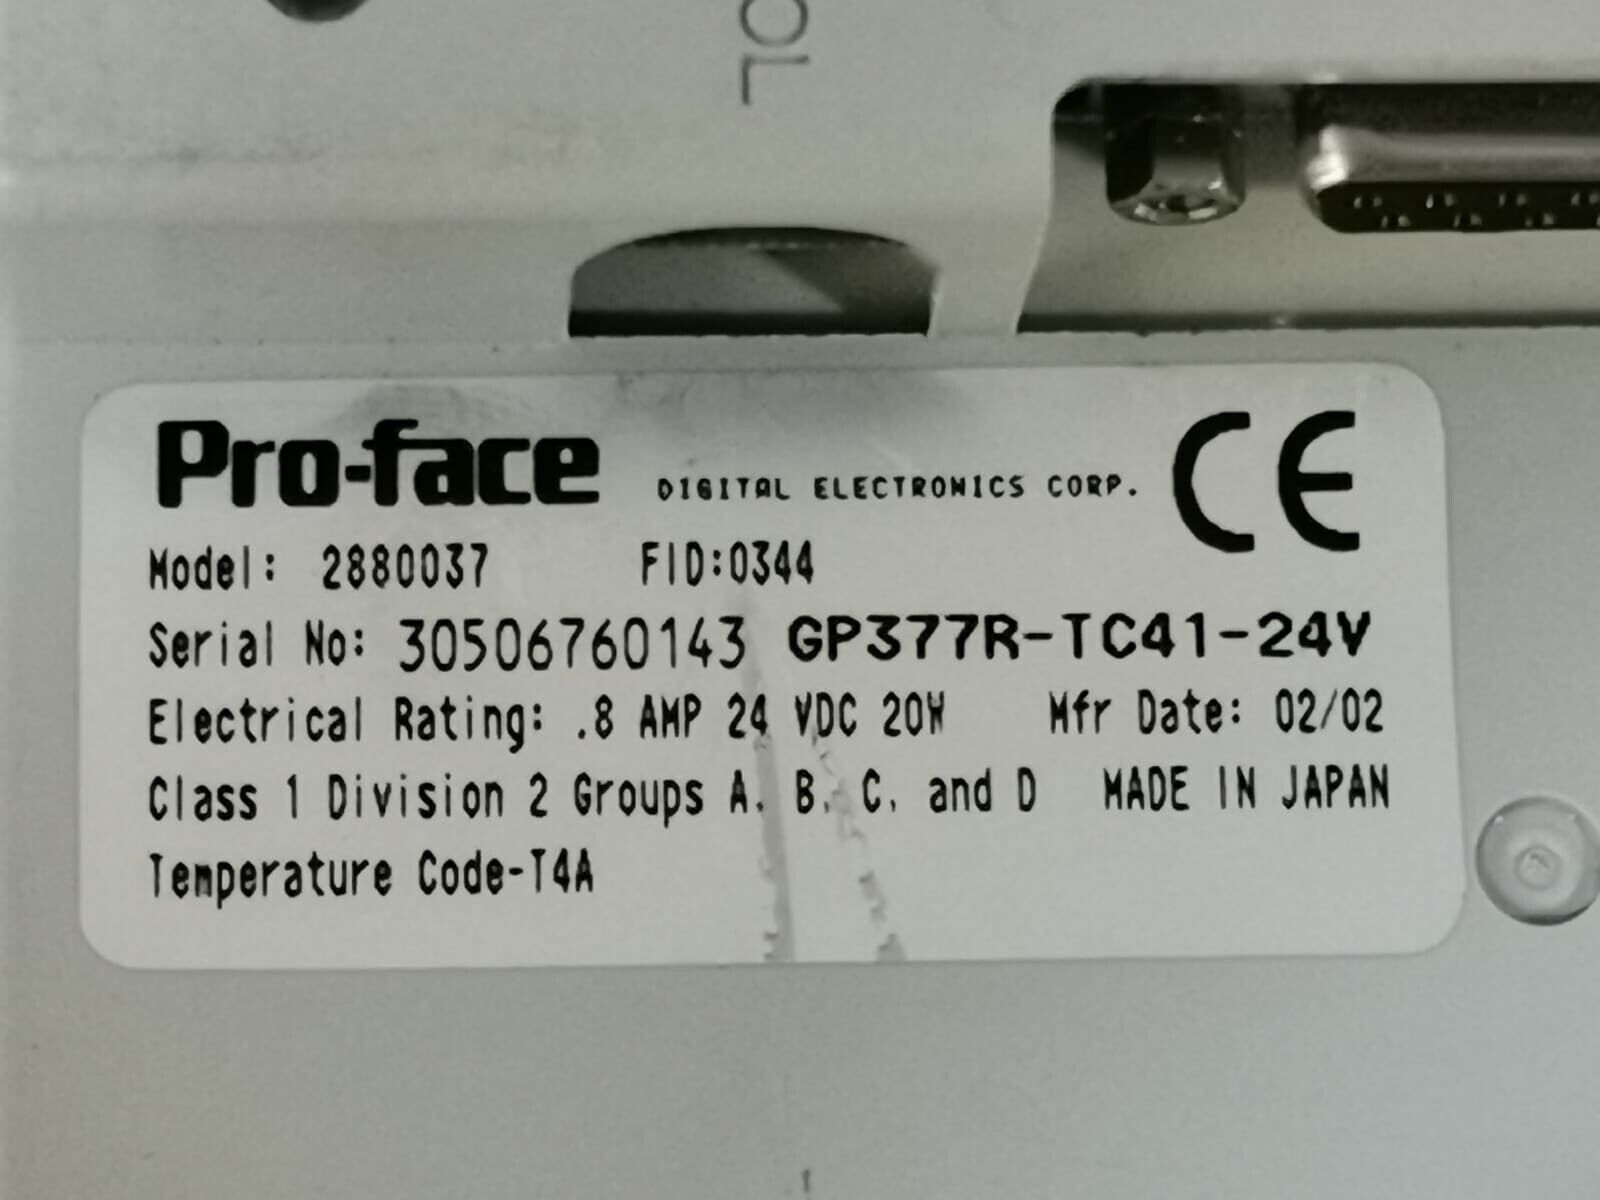 OL
Pro-face DIGITAL ELECTRONICS CORP. CE
Model: 2880037 FID:0344
Serial No: 30506760143 GP377R-TC41-24V
Electrical Rating: .8 AMP 24 VDC 20W Mfr Date: 02/02
Class 1 Division 2 Groups A, B, C, and D MADE IN JAPAN
Temperature Code-T4A